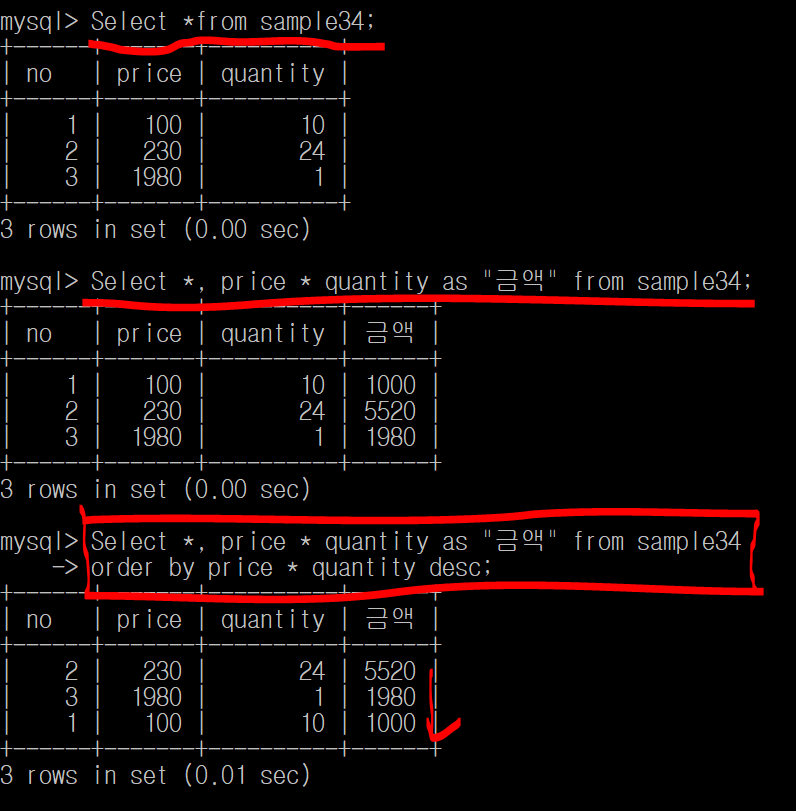 mysql> Select *from sample34;
+------+-------+----------+
| no   | price | quantity |
+------+-------+----------+
|    1 |   100 |       10 |
|    2 |   230 |       24 |
|    3 |  1980 |        1 |
+------+-------+----------+
3 rows in set (0.00 sec)
mysql> Select *, price * quantity as "금액" from sample34;
+------+-------+----------+------+
| no   | price | quantity | 금액 |
+------+-------+----------+------+
|    1 |   100 |       10 | 1000 |
|    2 |   230 |       24 | 5520 |
|    3 |  1980 |        1 | 1980 |
+------+-------+----------+------+
3 rows in set (0.00 sec)
mysql> Select *, price * quantity as "금액" from sample34
    -> order by price * quantity desc;
+------+-------+----------+------+
| no   | price | quantity | 금액 |
+------+-------+----------+------+
|    2 |   230 |       24 | 5520 |
|    3 |  1980 |        1 | 1980 |
|    1 |   100 |       10 | 1000 |
+------+-------+----------+------+
3 rows in set (0.01 sec)